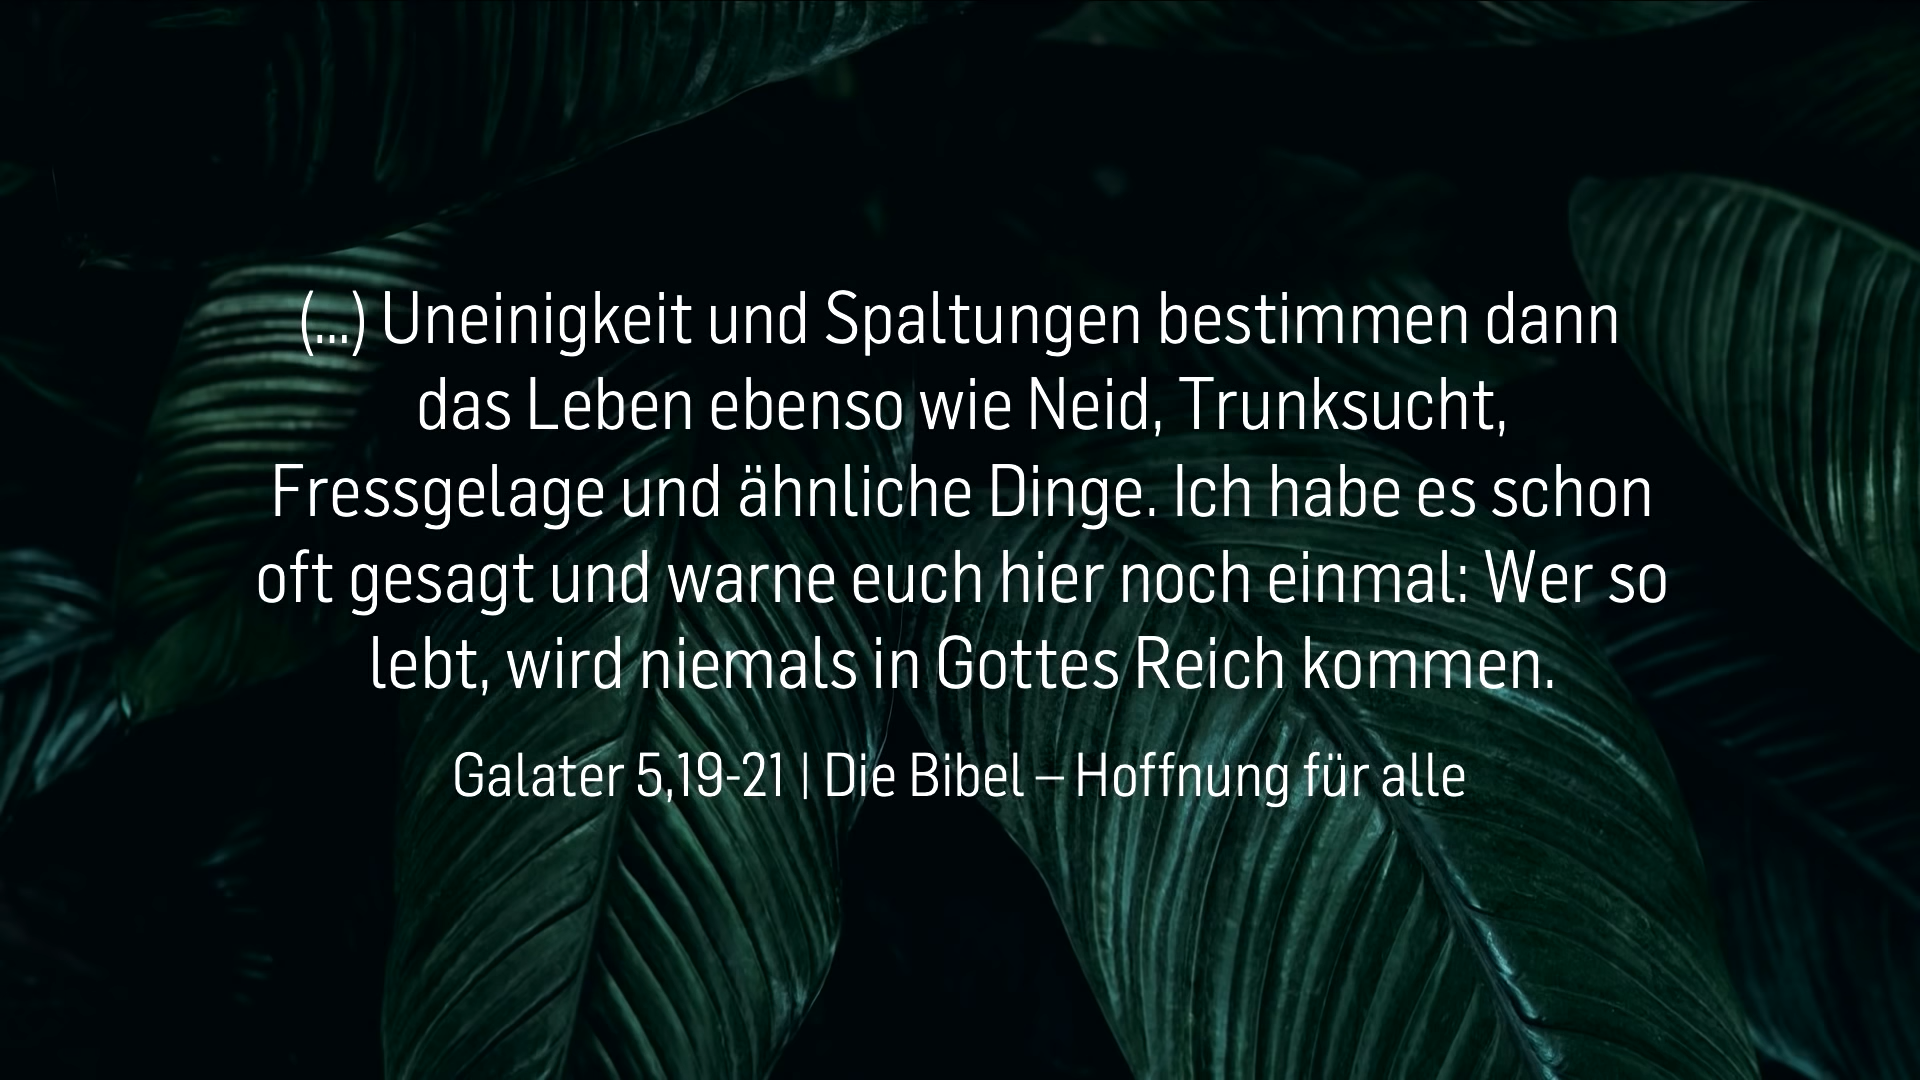 (...) Uneinigkeit und Spaltungen bestimmen dann
das Leben ebenso wie Neid, Trunksucht,
Fressgelage und ähnliche Dinge. Ich habe es schon
oft gesagt und warne euch hier noch einmal: Wer so
lebt, wird niemals in Gottes Reich kommen.
Galater 5,19-21 | Die Bibel – Hoffnung für alle